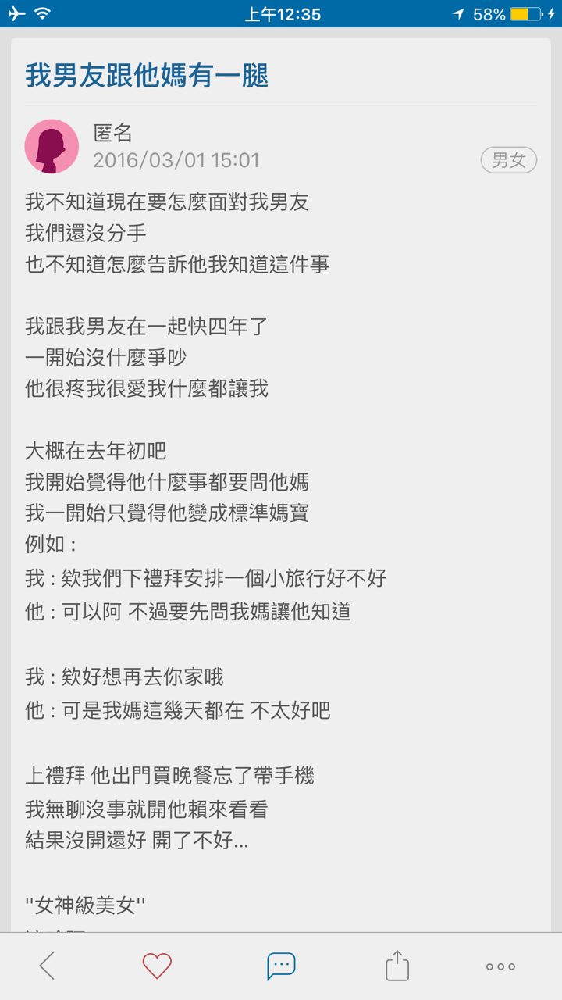 上午12:35
58%
我男友跟他媽有一腿
匿名
2016/03/01 15:01
男女
我不知道現在要怎麼面對我男友
我們還沒分手
也不知道怎麼告訴他我知道這件事
我跟我男友在一起快四年了
一開始沒什麼爭吵
他很疼我很愛我什麼都讓我
大概在去年初吧
我開始覺得他什麼事都要問他媽
我一開始只覺得他變成標準媽寶
例如 :
我 : 欸我們下禮拜安排一個小旅行好不好
他 : 可以阿 不過要先問我媽讓他知道
我 : 欸好想再去你家哦
他 : 可是我媽這幾天都在 不太好吧
上禮拜 他出門買晚餐忘了帶手機
我無聊沒事就開他賴來看看
結果沒開還好 開了不好...
"女神級美女"